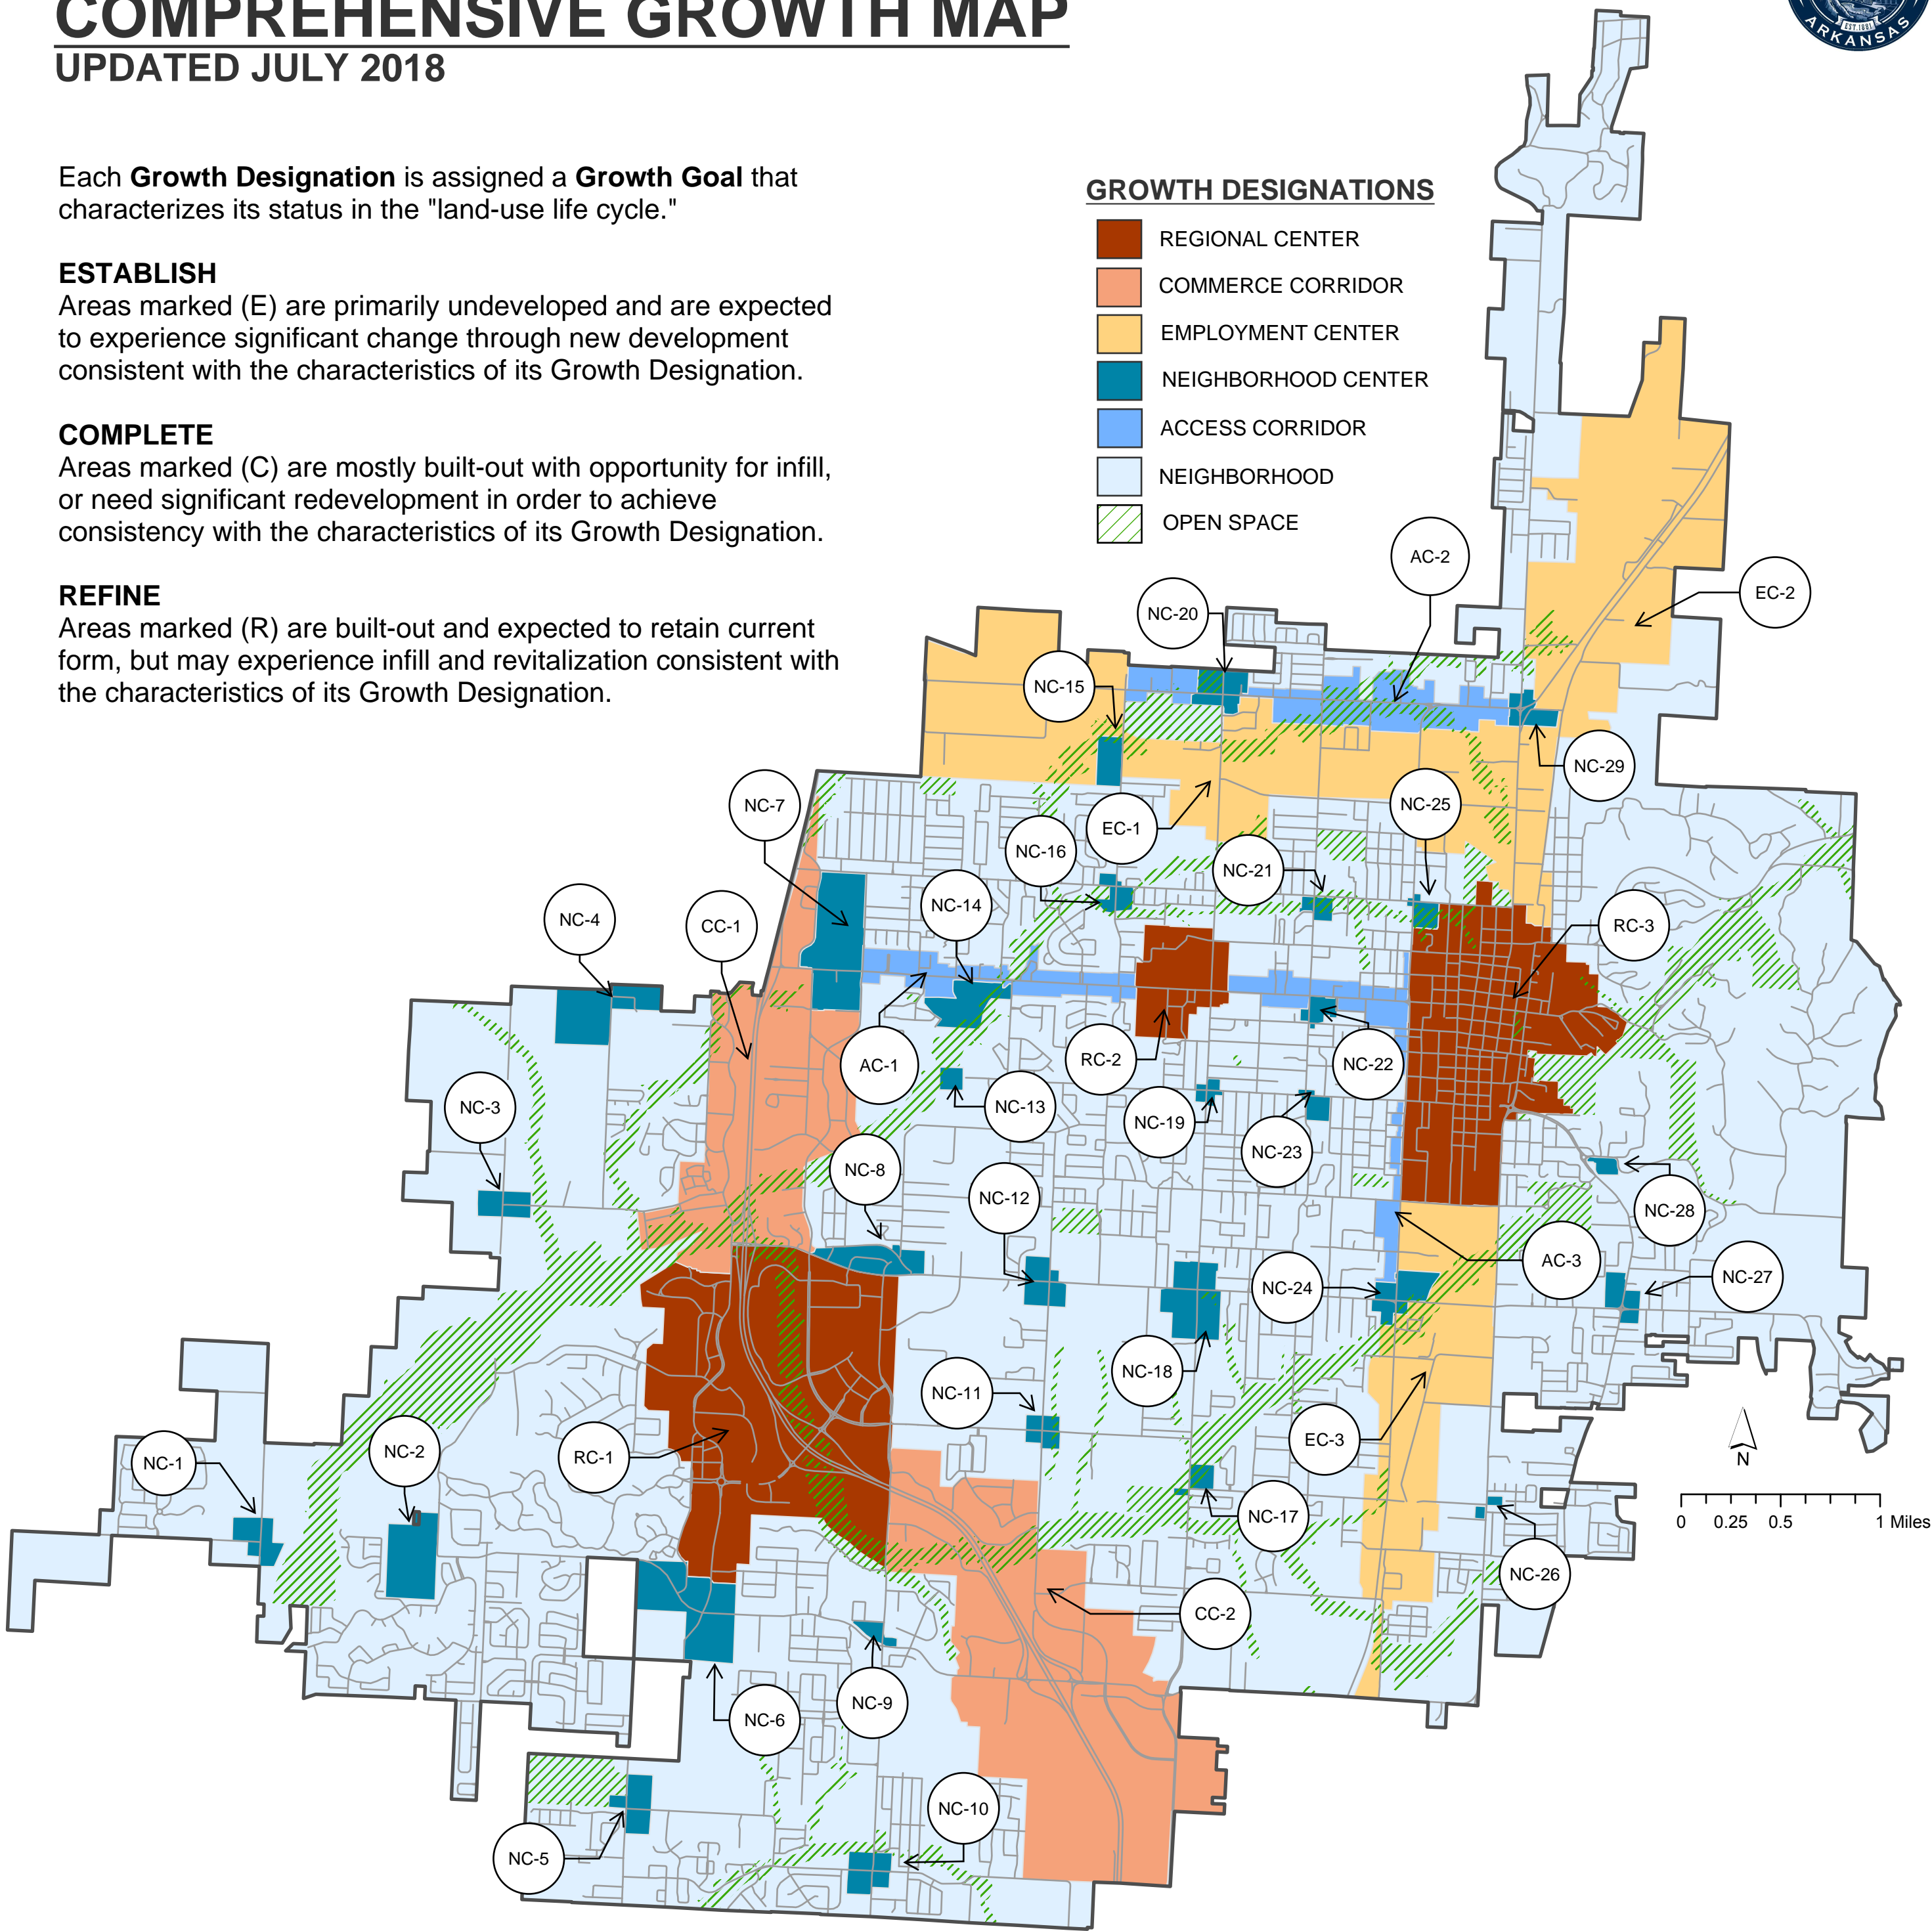 COMPREHENSIVE GROWTH MAP
UPDATED JULY 2018
EST.1881
ARKANSAS
Each Growth Designation is assigned a Growth Goal that
characterizes its status in the "land-use life cycle."
ESTABLISH
Areas marked (E) are primarily undeveloped and are expected
to experience significant change through new development
consistent with the characteristics of its Growth Designation.
COMPLETE
Areas marked (C) are mostly built-out with opportunity for infill,
or need significant redevelopment in order to achieve
consistency with the characteristics of its Growth Designation.
REFINE
Areas marked (R) are built-out and expected to retain current
form, but may experience infill and revitalization consistent with
the characteristics of its Growth Designation.
GROWTH DESIGNATIONS
REGIONAL CENTER
COMMERCE CORRIDOR
EMPLOYMENT CENTER
NEIGHBORHOOD CENTER
ACCESS CORRIDOR
NEIGHBORHOOD
OPEN SPACE
AC-2
EC-2
NC-20
NC-15
NC-29
NC-7
NC-25
EC-1
NC-16
NC-21
NC-14
NC-4
CC-1
RC-3
AC-1
RC-2
NC-22
NC-3
NC-13
NC-19
NC-23
NC-8
NC-12
NC-28
AC-3
NC-24
NC-27
NC-18
NC-11
EC-3
NC-2
RC-1
NC-1
N
NC-17
0 0.25 0.5 1 Miles
NC-26
CC-2
NC-9
NC-6
NC-10
NC-5